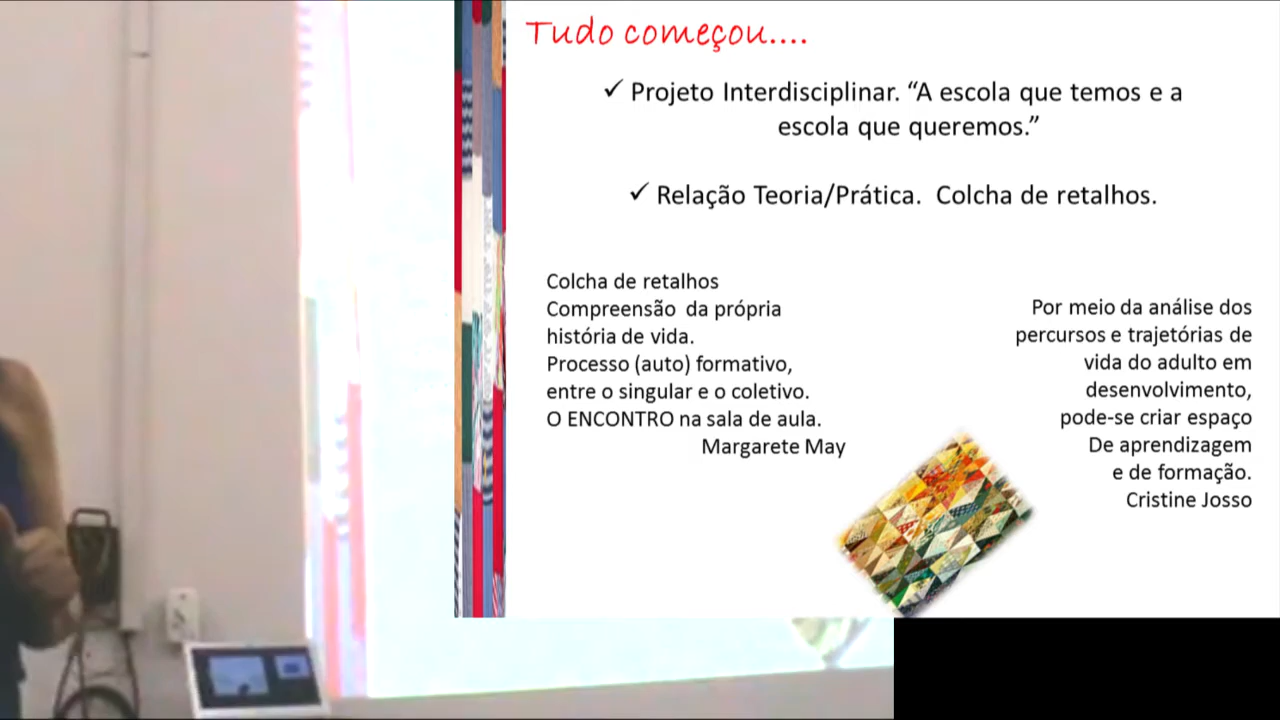 Tudo começou....
✓ Projeto Interdisciplinar. “A escola que temos e a
escola que queremos.”
✓ Relação Teoria/Prática. Colcha de retalhos.
Colcha de retalhos
Compreensão da própria
história de vida.
Processo (auto) formativo,
entre o singular e o coletivo.
O ENCONTRO na sala de aula.
Margarete May
Por meio da análise dos
percursos e trajetórias de
vida do adulto em
desenvolvimento,
pode-se criar espaço
De aprendizagem
e de formação.
Cristine Josso